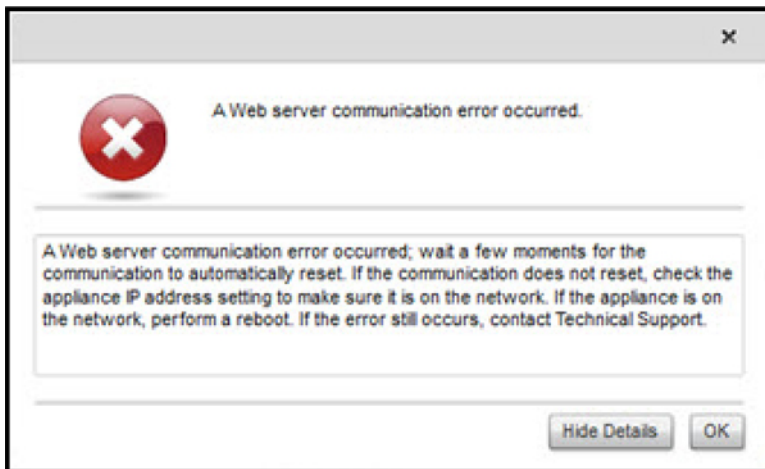 A Web server communication error occurred.
A Web server communication error occurred; wait a few moments for the
communication to automatically reset. If the communication does not reset, check the
appliance IP address setting to make sure it is on the network. If the appliance is on
the network, perform a reboot. If the error still occurs, contact Technical Support.
Hide Details
OK